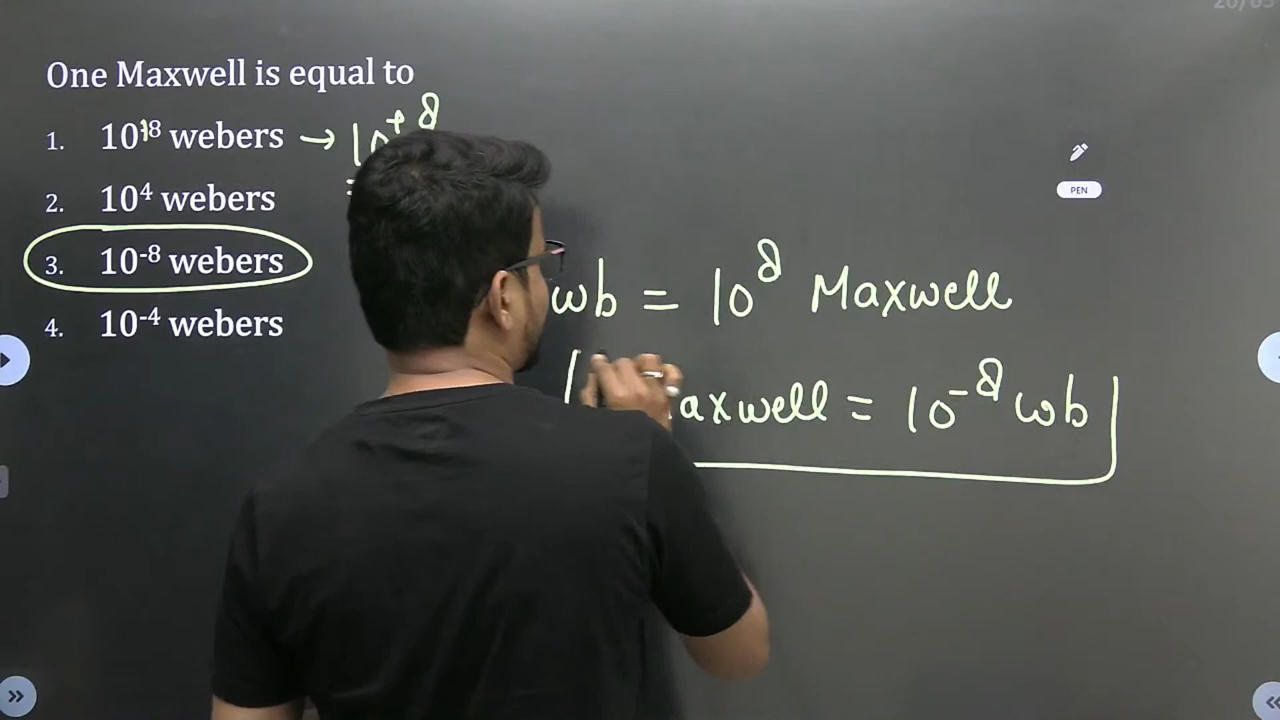 One Maxwell is equal to
1. 10¹⁸ webers → 10⁺⁸
2. 10⁴ webers
3. 10⁻⁸ webers
4. 10⁻⁴ webers
PEN
wb = 10⁸ Maxwell
axwell = 10⁻⁸ wb